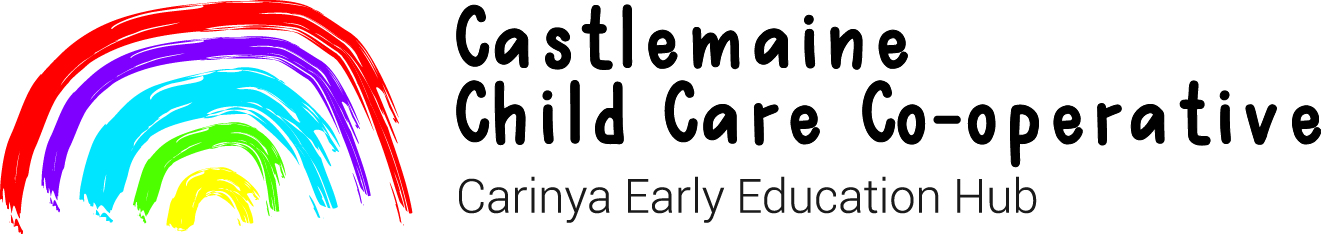 Castlemaine
Child Care Co-operative
Carinya Early Education Hub